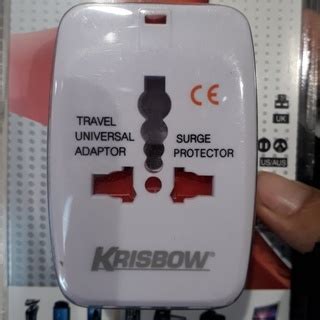 CE
TRAVEL
UNIVERSAL
ADAPTOR
SURGE
PROTECTOR
UK
US/AUS
KRISBOW®